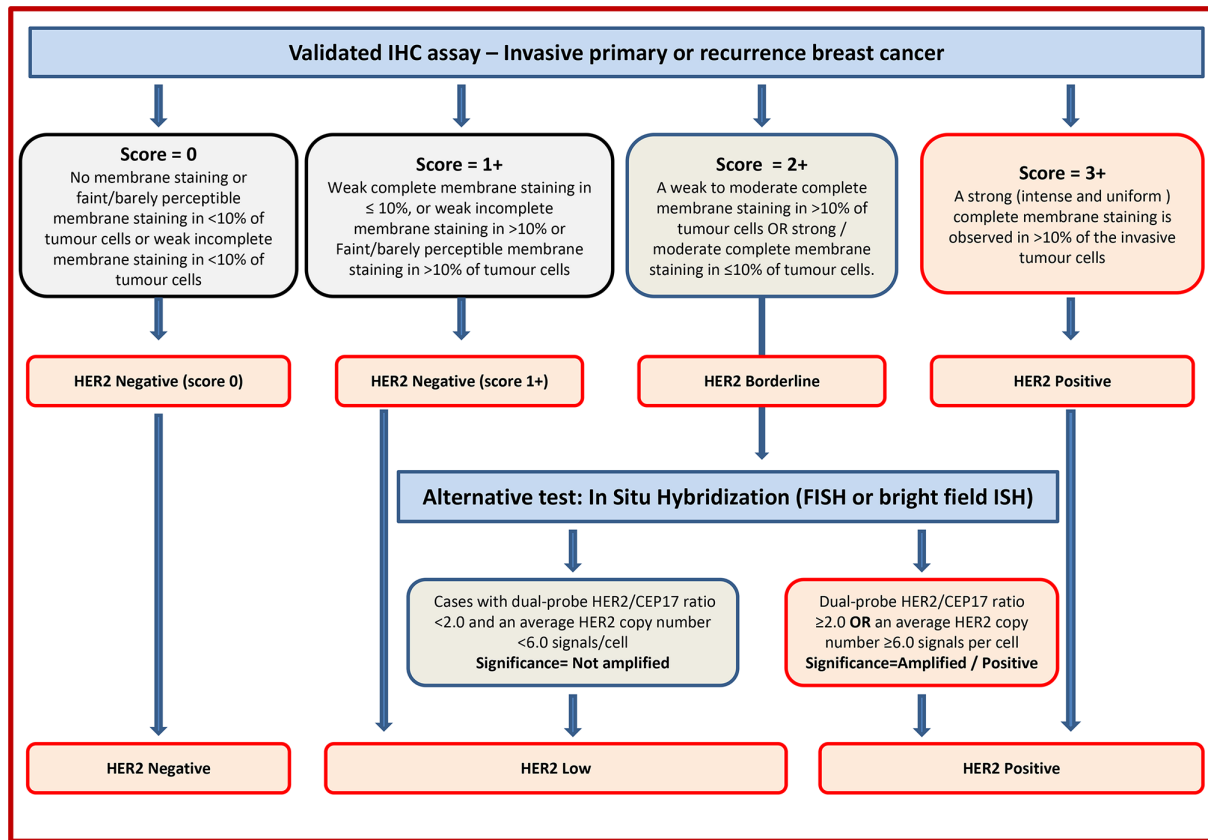 Validated IHC assay – Invasive primary or recurrence breast cancer
Score = 0
No membrane staining or
faint/barely perceptible
membrane staining in <10% of
tumour cells or weak incomplete
membrane staining in <10% of
tumour cells
Score = 1+
Weak complete membrane staining in
≤ 10%, or weak incomplete
membrane staining in >10% or
Faint/barely perceptible membrane
staining in >10% of tumour cells
Score = 2+
A weak to moderate complete
membrane staining in >10% of
tumour cells OR strong /
moderate complete membrane
staining in ≤10% of tumour cells.
Score = 3+
A strong (intense and uniform )
complete membrane staining is
observed in >10% of the invasive
tumour cells
HER2 Negative (score 0)
HER2 Negative (score 1+)
HER2 Borderline
HER2 Positive
Alternative test: In Situ Hybridization (FISH or bright field ISH)
Cases with dual-probe HER2/CEP17 ratio
<2.0 and an average HER2 copy number
<6.0 signals/cell
Significance= Not amplified
Dual-probe HER2/CEP17 ratio
≥2.0 OR an average HER2 copy
number ≥6.0 signals per cell
Significance=Amplified / Positive
HER2 Negative
HER2 Low
HER2 Positive